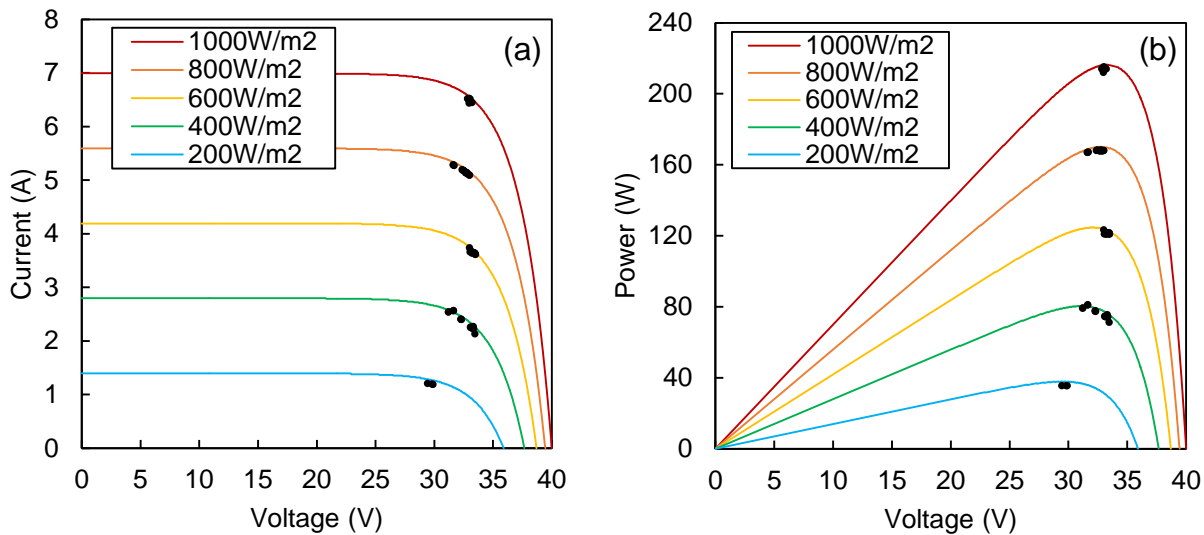 (a)
1000W/m2
800W/m2
600W/m2
400W/m2
200W/m2
Current (A)
8
7
6
5
4
3
2
1
0
0 5 10 15 20 25 30 35 40
Voltage (V)
(b)
1000W/m2
800W/m2
600W/m2
400W/m2
200W/m2
Power (W)
240
200
160
120
80
40
0
0 5 10 15 20 25 30 35 40
Voltage (V)